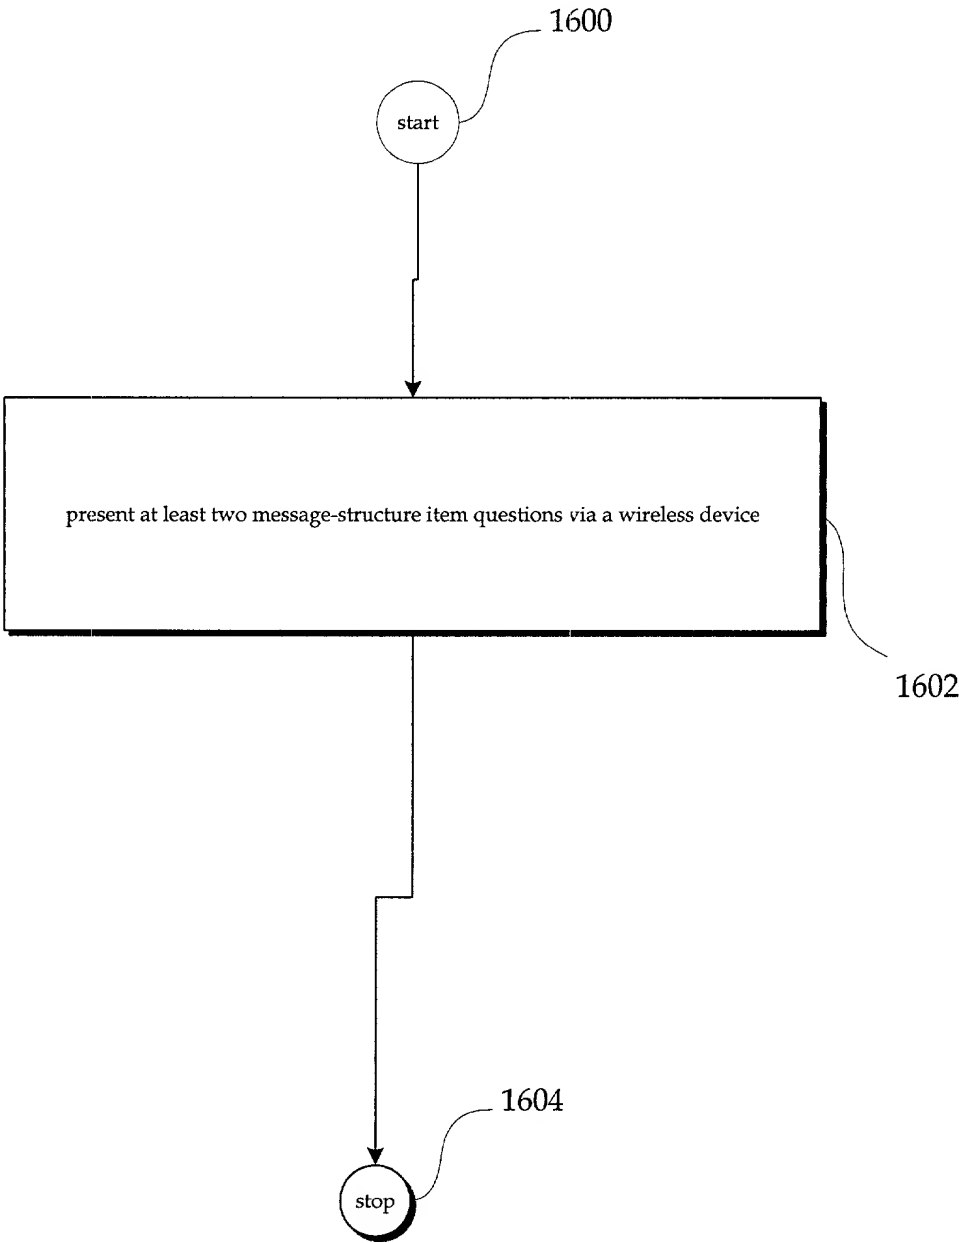 1600
start
present at least two message-structure item questions via a wireless device
1602
1604
stop